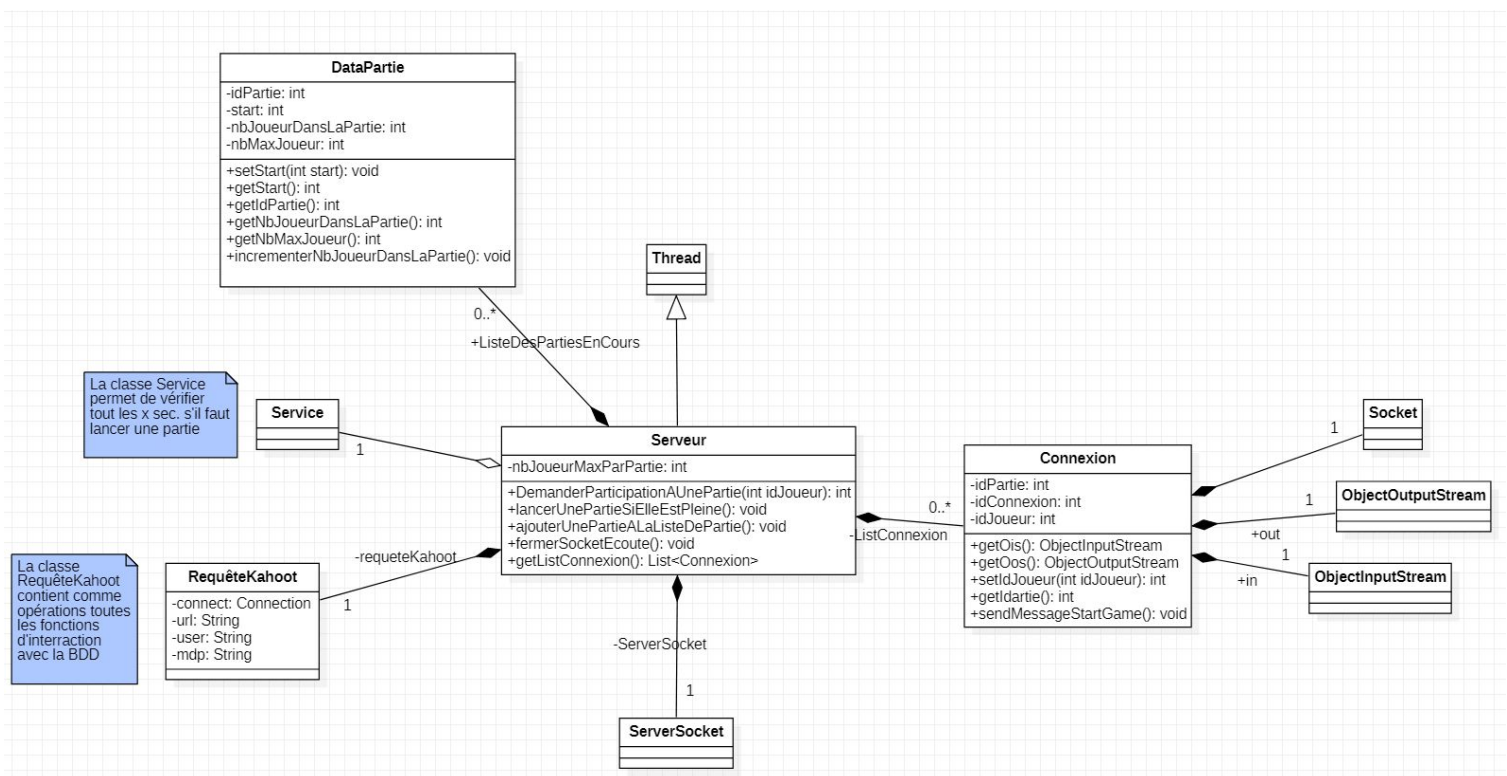 DataPartie
-idPartie: int
-start: int
-nbJoueurDansLaPartie: int
-nbMaxJoueur: int
+setStart(int start): void
+getStart(): int
+getIdPartie(): int
+getNbJoueurDansLaPartie(): int
+getNbMaxJoueur(): int
+incrementerNbJoueurDansLaPartie(): void
Thread
0..*
+ListeDesPartiesEnCours
La classe Service
permet de vérifier
tout les x sec. s'il faut
lancer une partie
Service
1
Serveur
-nbJoueurMaxParPartie: int
+DemanderParticipationAUnePartie(int idJoueur): int
+lancerUnePartieSiElleEstPleine(): void
+ajouterUnePartieALaListeDePartie(): void
+fermerSocketEcoute(): void
+getListConnexion(): List<Connexion>
0..*
-ListConnexion
Connexion
-idPartie: int
-idConnexion: int
-idJoueur: int
+getOis(): ObjectInputStream
+getOos(): ObjectOutputStream
+setIdJoueur(int idJoueur): int
+getIdartie(): int
+sendMessageStartGame(): void
Socket
1
ObjectOutputStream
1
+out
ObjectInputStream
1
+in
La classe
RequêteKahoot
contient comme
opérations toutes
les fonctions
d'interraction
avec la BDD
RequêteKahoot
-connect: Connection
-url: String
-user: String
-mdp: String
-requeteKahoot
1
-ServerSocket
1
ServerSocket